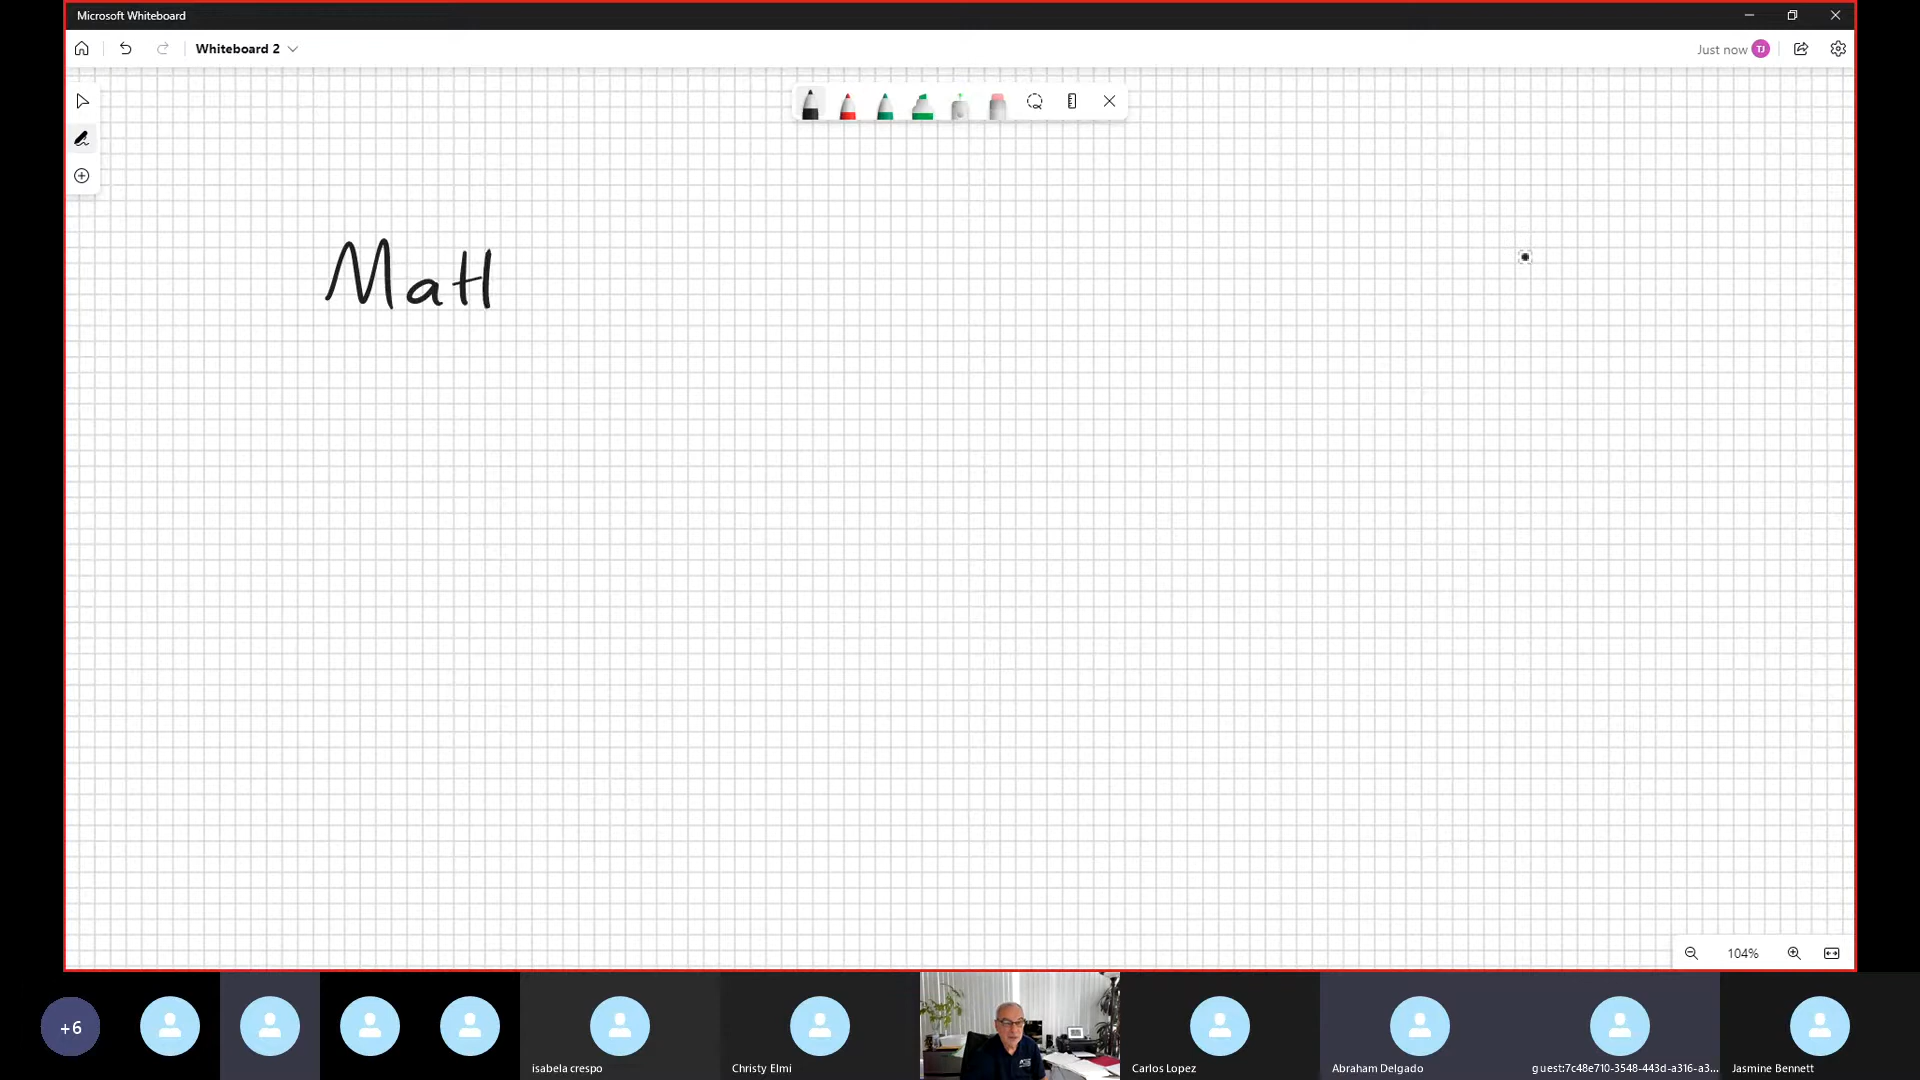 Microsoft Whiteboard
Whiteboard 2
Just now TJ
MatH
104%
+6
isabela crespo
Christy Elmi
Carlos Lopez
Abraham Delgado
guest:7c48e710-3548-443d-a316-a3...
Jasmine Bennett